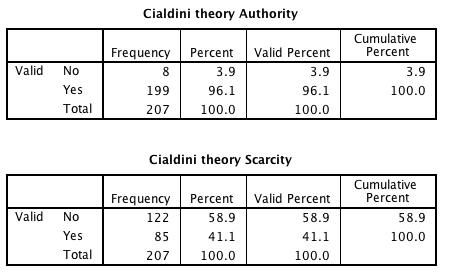 Cialdini theory Authority
Frequency Percent Valid Percent Cumulative Percent
Valid No 8 3.9 3.9 3.9
Yes 199 96.1 96.1 100.0
Total 207 100.0 100.0
Cialdini theory Scarcity
Frequency Percent Valid Percent Cumulative Percent
Valid No 122 58.9 58.9 58.9
Yes 85 41.1 41.1 100.0
Total 207 100.0 100.0